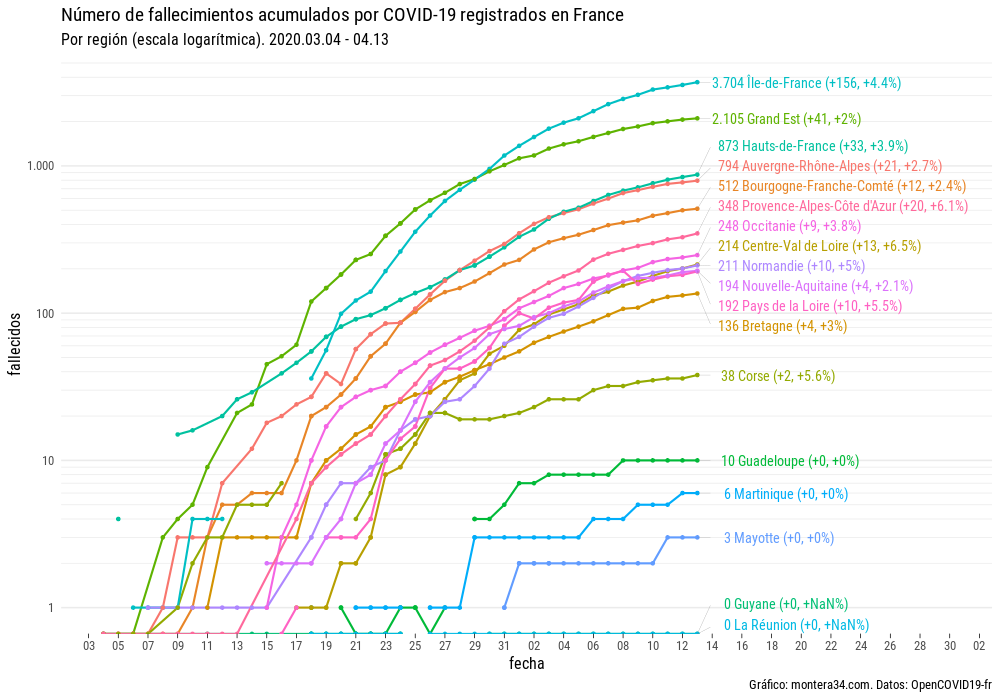 Número de fallecimientos acumulados por COVID-19 registrados en France
Por región (escala logarítmica). 2020.03.04 - 04.13
3.704 Île-de-France (+156, +4.4%)
2.105 Grand Est (+41, +2%)
873 Hauts-de-France (+33, +3.9%)
1.000
794 Auvergne-Rhône-Alpes (+21, +2.7%)
512 Bourgogne-Franche-Comté (+12, +2.4%)
348 Provence-Alpes-Côte d'Azur (+20, +6.1%)
248 Occitanie (+9, +3.8%)
214 Centre-Val de Loire (+13, +6.5%)
211 Normandie (+10, +5%)
194 Nouvelle-Aquitaine (+4, +2.1%)
192 Pays de la Loire (+10, +5.5%)
100
136 Bretagne (+4, +3%)
fallecidos
38 Corse (+2, +5.6%)
10
10 Guadeloupe (+0, +0%)
6 Martinique (+0, +0%)
3 Mayotte (+0, +0%)
1
0 Guyane (+0, +NaN%)
0 La Réunion (+0, +NaN%)
03 05 07 09 11 13 15 17 19 21 23 25 27 29 31 02 04 06 08 10 12 14 16 18 20 22 24 26 28 30 02
fecha
Gráfico: montera34.com. Datos: OpenCOVID19-fr